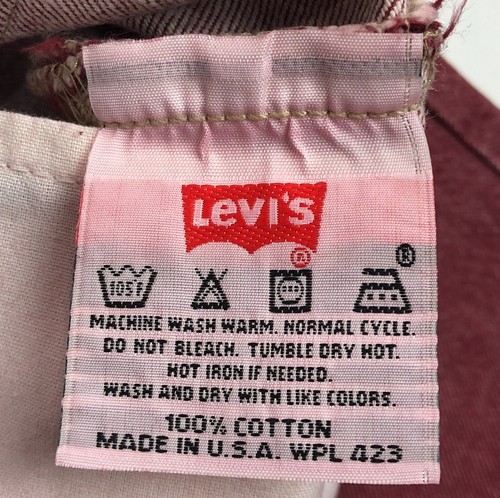 Levi's
®
®
105F
MACHINE WASH WARM. NORMAL CYCLE.
DO NOT BLEACH. TUMBLE DRY HOT.
HOT IRON IF NEEDED.
WASH AND DRY WITH LIKE COLORS.
100% COTTON
MADE IN U.S.A. WPL 423